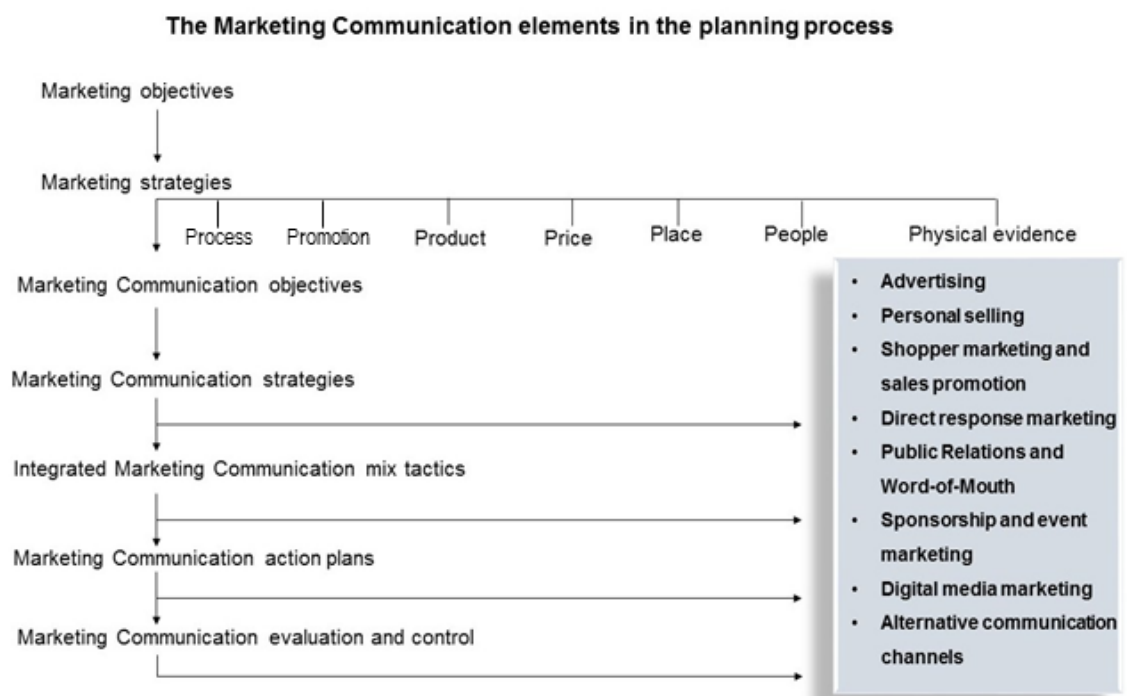 The Marketing Communication elements in the planning process
Marketing objectives
Marketing strategies
Process Promotion Product Price Place People Physical evidence
Marketing Communication objectives
Marketing Communication strategies
Integrated Marketing Communication mix tactics
Marketing Communication action plans
Marketing Communication evaluation and control
• Advertising
• Personal selling
• Shopper marketing and
sales promotion
• Direct response marketing
• Public Relations and
Word-of-Mouth
• Sponsorship and event
marketing
• Digital media marketing
• Alternative communication
channels